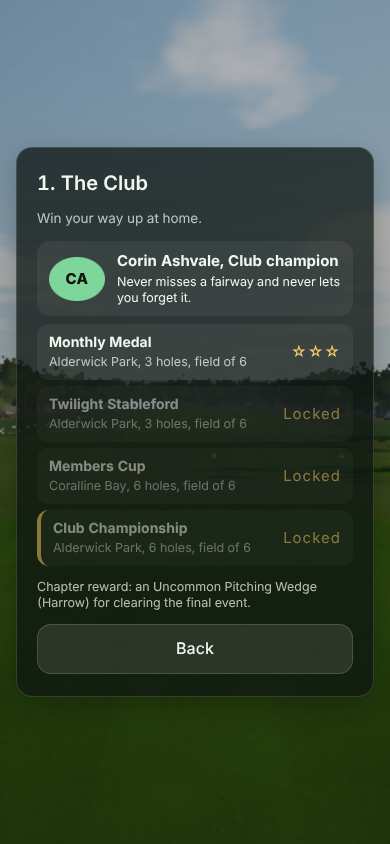 1. The Club
Win your way up at home.
CA
Corin Ashvale, Club champion
Never misses a fairway and never lets
you forget it.
Monthly Medal
Alderwick Park, 3 holes, field of 6
☆☆☆
Twilight Stableford
Alderwick Park, 3 holes, field of 6
Locked
Members Cup
Coralline Bay, 6 holes, field of 6
Locked
Club Championship
Alderwick Park, 6 holes, field of 6
Locked
Chapter reward: an Uncommon Pitching Wedge
(Harrow) for clearing the final event.
Back